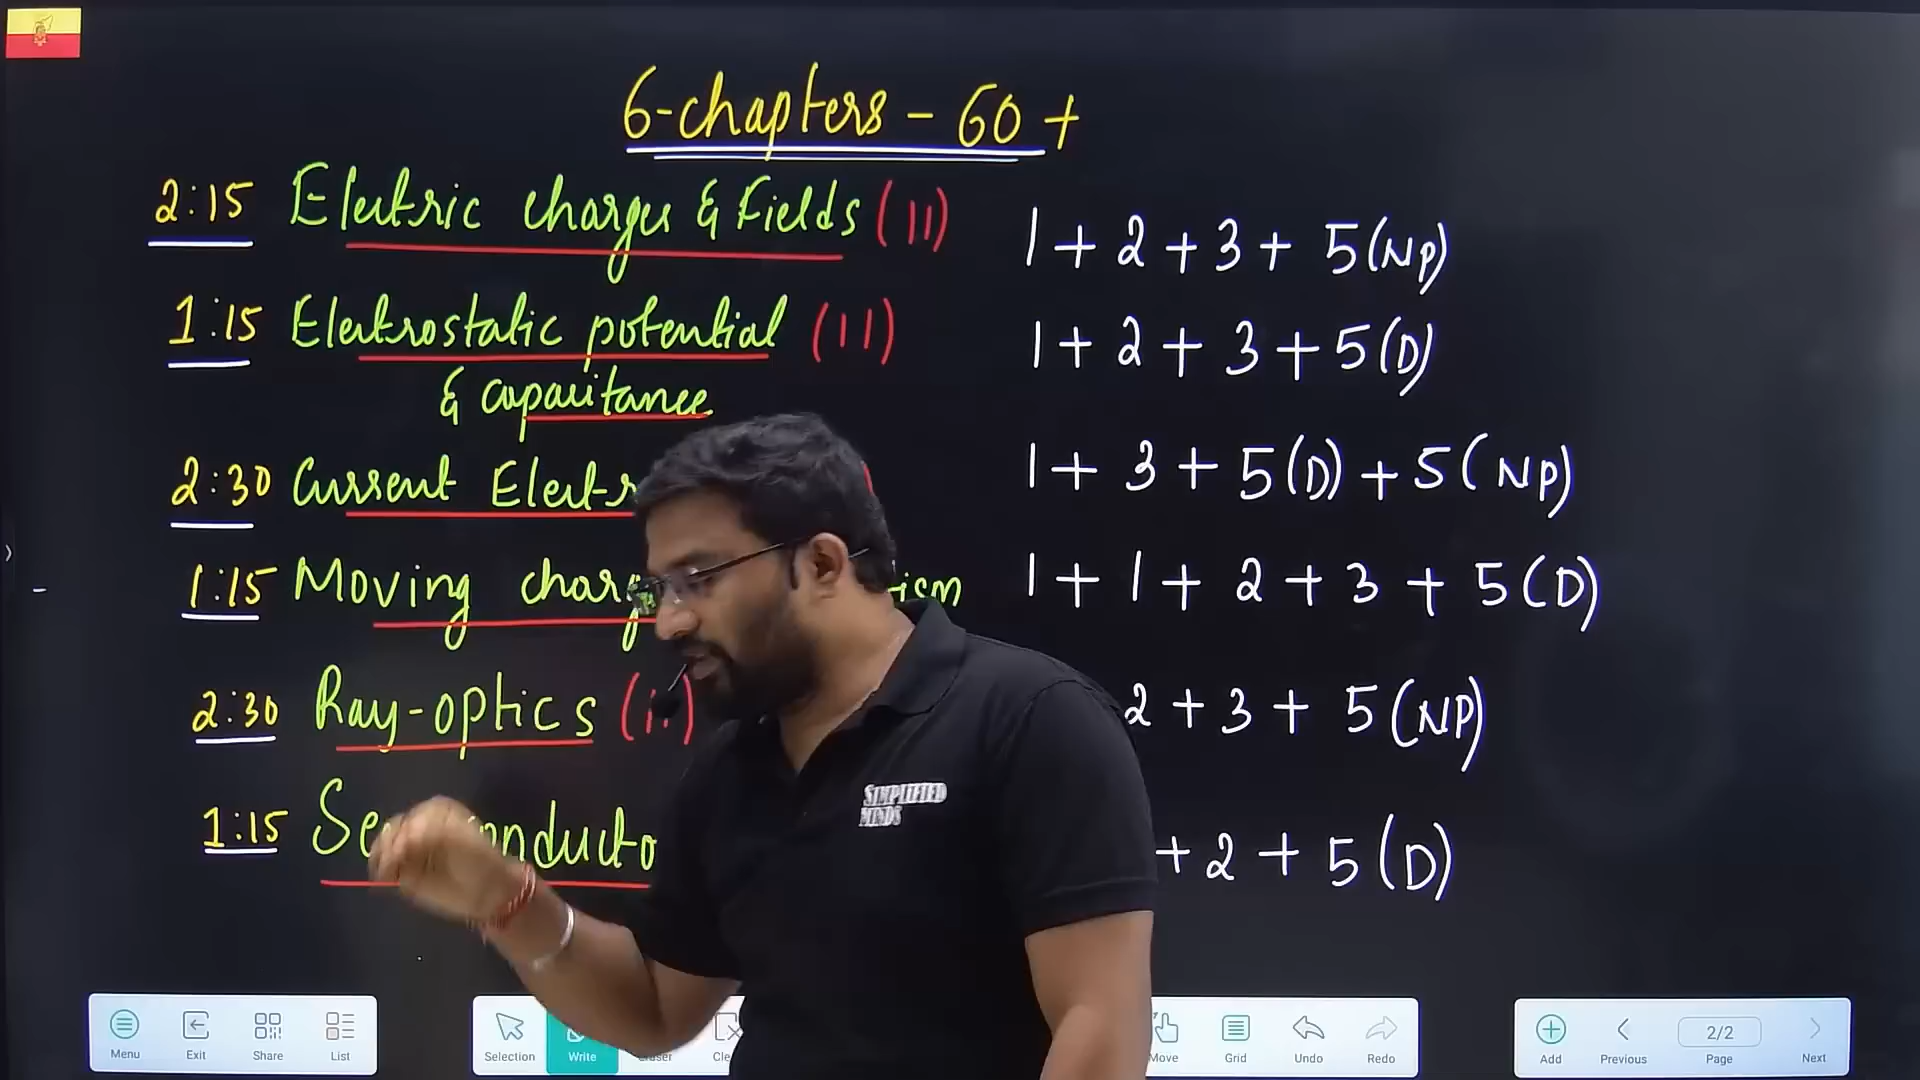 6-chapters - 60 +
2:15 Electric charges & Fields (11) 1 + 2 + 3 + 5 (NP)
1:15 Electrostatic potential (11) 1 + 2 + 3 + 5 (D)
& capacitance
2:30 Current 1 + 3 + 5 (D) + 5 (NP)
1:15 Moving 1 + 1 + 2 + 3 + 5 (D)
2:30 Ray-optics 2 + 3 + 5 (NP)
1:15 + 2 + 5 (D)
SIMPLIFIED
MINDS
Menu Exit Share List Selection Write Move Grid Undo Redo Add Previous 2/2 Page Next